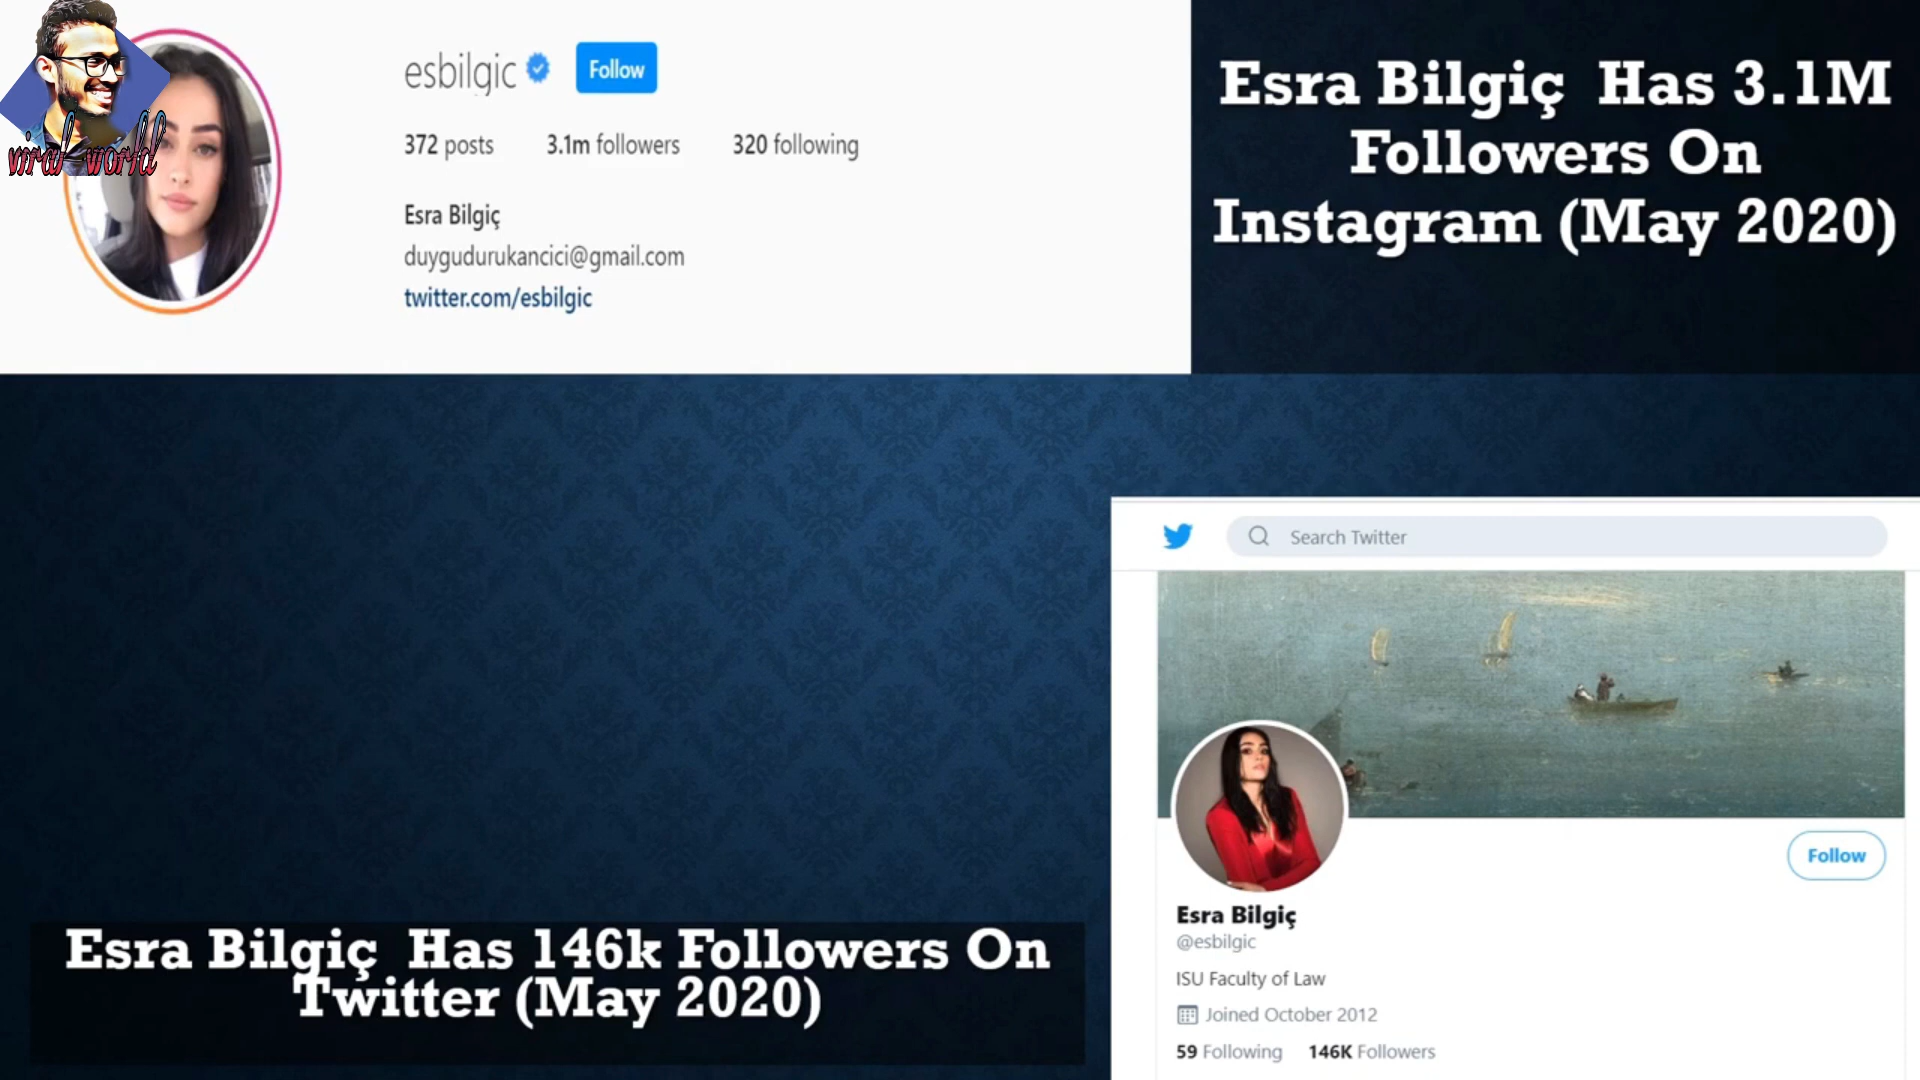 viral world
esbilgic
Follow
372 posts 3.1m followers 320 following
Esra Bilgiç
duygudurukancici@gmail.com
twitter.com/esbilgic
Esra Bilgiç Has 3.1M
Followers On
Instagram (May 2020)
Search Twitter
Follow
Esra Bilgiç
@esbilgic
ISU Faculty of Law
Joined October 2012
59 Following 146K Followers
Esra Bilgiç Has 146k Followers On
Twitter (May 2020)